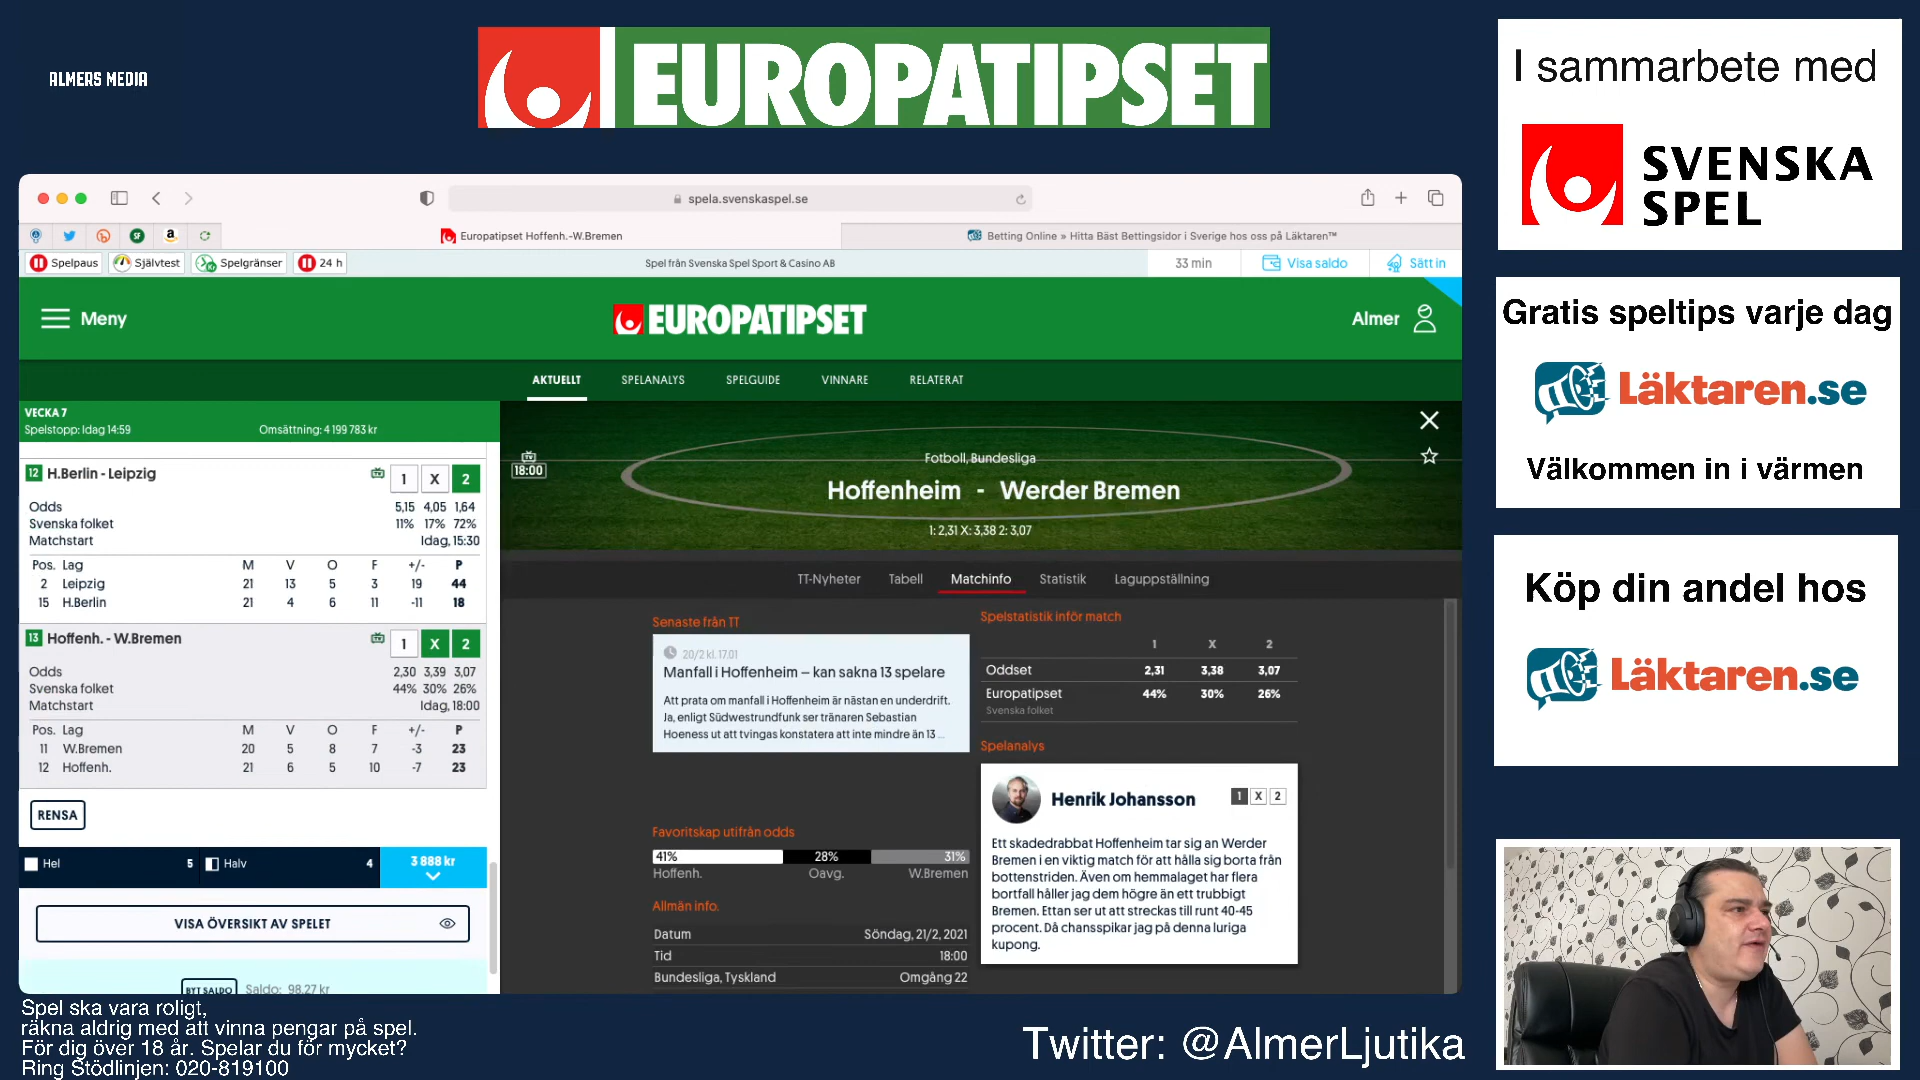 ALMERS MEDIA
EUROPATIPSET
I sammarbete med
SVENSKA
SPEL
spela.svenskaspel.se
Europatipset Hoffenh.-W.Bremen
Betting Online » Hitta Bäst Bettingsidor i Sverige hos oss på Läktaren™
Spelpaus
Självtest
Spelgränser
24 h
Spel från Svenska Spel Sport & Casino AB
33 min
Visa saldo
Sätt in
Meny
EUROPATIPSET
Almer
AKTUELLT SPELANALYS SPELGUIDE VINNARE RELATERAT
VECKA 7
Spelstopp: Idag 14:59 Omsättning: 4 199 783 kr
12 H.Berlin - Leipzig 1 X 2
Odds 5,15 4,05 1,64
Svenska folket 11% 17% 72%
Matchstart Idag, 15:30
Pos. Lag M V O F +/- P
2 Leipzig 21 13 5 3 19 44
15 H.Berlin 21 4 6 11 -11 18
13 Hoffenh. - W.Bremen 1 X 2
Odds 2,30 3,39 3,07
Svenska folket 44% 30% 26%
Matchstart Idag, 18:00
Pos. Lag M V O F +/- P
11 W.Bremen 20 5 8 7 -3 23
12 Hoffenh. 21 6 5 10 -7 23
RENSA
Hel 5 Halv 4 3 888 kr
VISA ÖVERSIKT AV SPELET
BYT SALDO Saldo: 98,27 kr
TV
18:00
Fotboll, Bundesliga
Hoffenheim - Werder Bremen
1: 2,31 X: 3,38 2: 3,07
TT-Nyheter Tabell Matchinfo Statistik Laguppställning
Senaste från TT
20/2 kl. 17.01
Manfall i Hoffenheim – kan sakna 13 spelare
Att prata om manfall i Hoffenheim är nästan en underdrift.
Ja, enligt Südwestrundfunk ser tränaren Sebastian
Hoeness ut att tvingas konstatera att inte mindre än 13 ...
Favoritskap utifrån odds
41% 28% 31%
Hoffenh. Oavg. W.Bremen
Allmän info.
Datum Söndag, 21/2, 2021
Tid 18:00
Bundesliga, Tyskland Omgång 22
Spelstatistik inför match
1 X 2
Oddset 2,31 3,38 3,07
Europatipset 44% 30% 26%
Svenska folket
Spelanalys
Henrik Johansson 1 X 2
Ett skadedrabbat Hoffenheim tar sig an Werder
Bremen i en viktig match för att hålla sig borta från
bottenstriden. Även om hemmalaget har flera
bortfall håller jag dem högre än ett trubbigt
Bremen. Ettan ser ut att streckas till runt 40-45
procent. Då chansspikar jag på denna luriga
kupong.
Gratis speltips varje dag
Läktaren.se
Välkommen in i värmen
Köp din andel hos
Läktaren.se
Spel ska vara roligt,
räkna aldrig med att vinna pengar på spel.
För dig över 18 år. Spelar du för mycket?
Ring Stödlinjen: 020-819100
Twitter: @AlmerLjutika